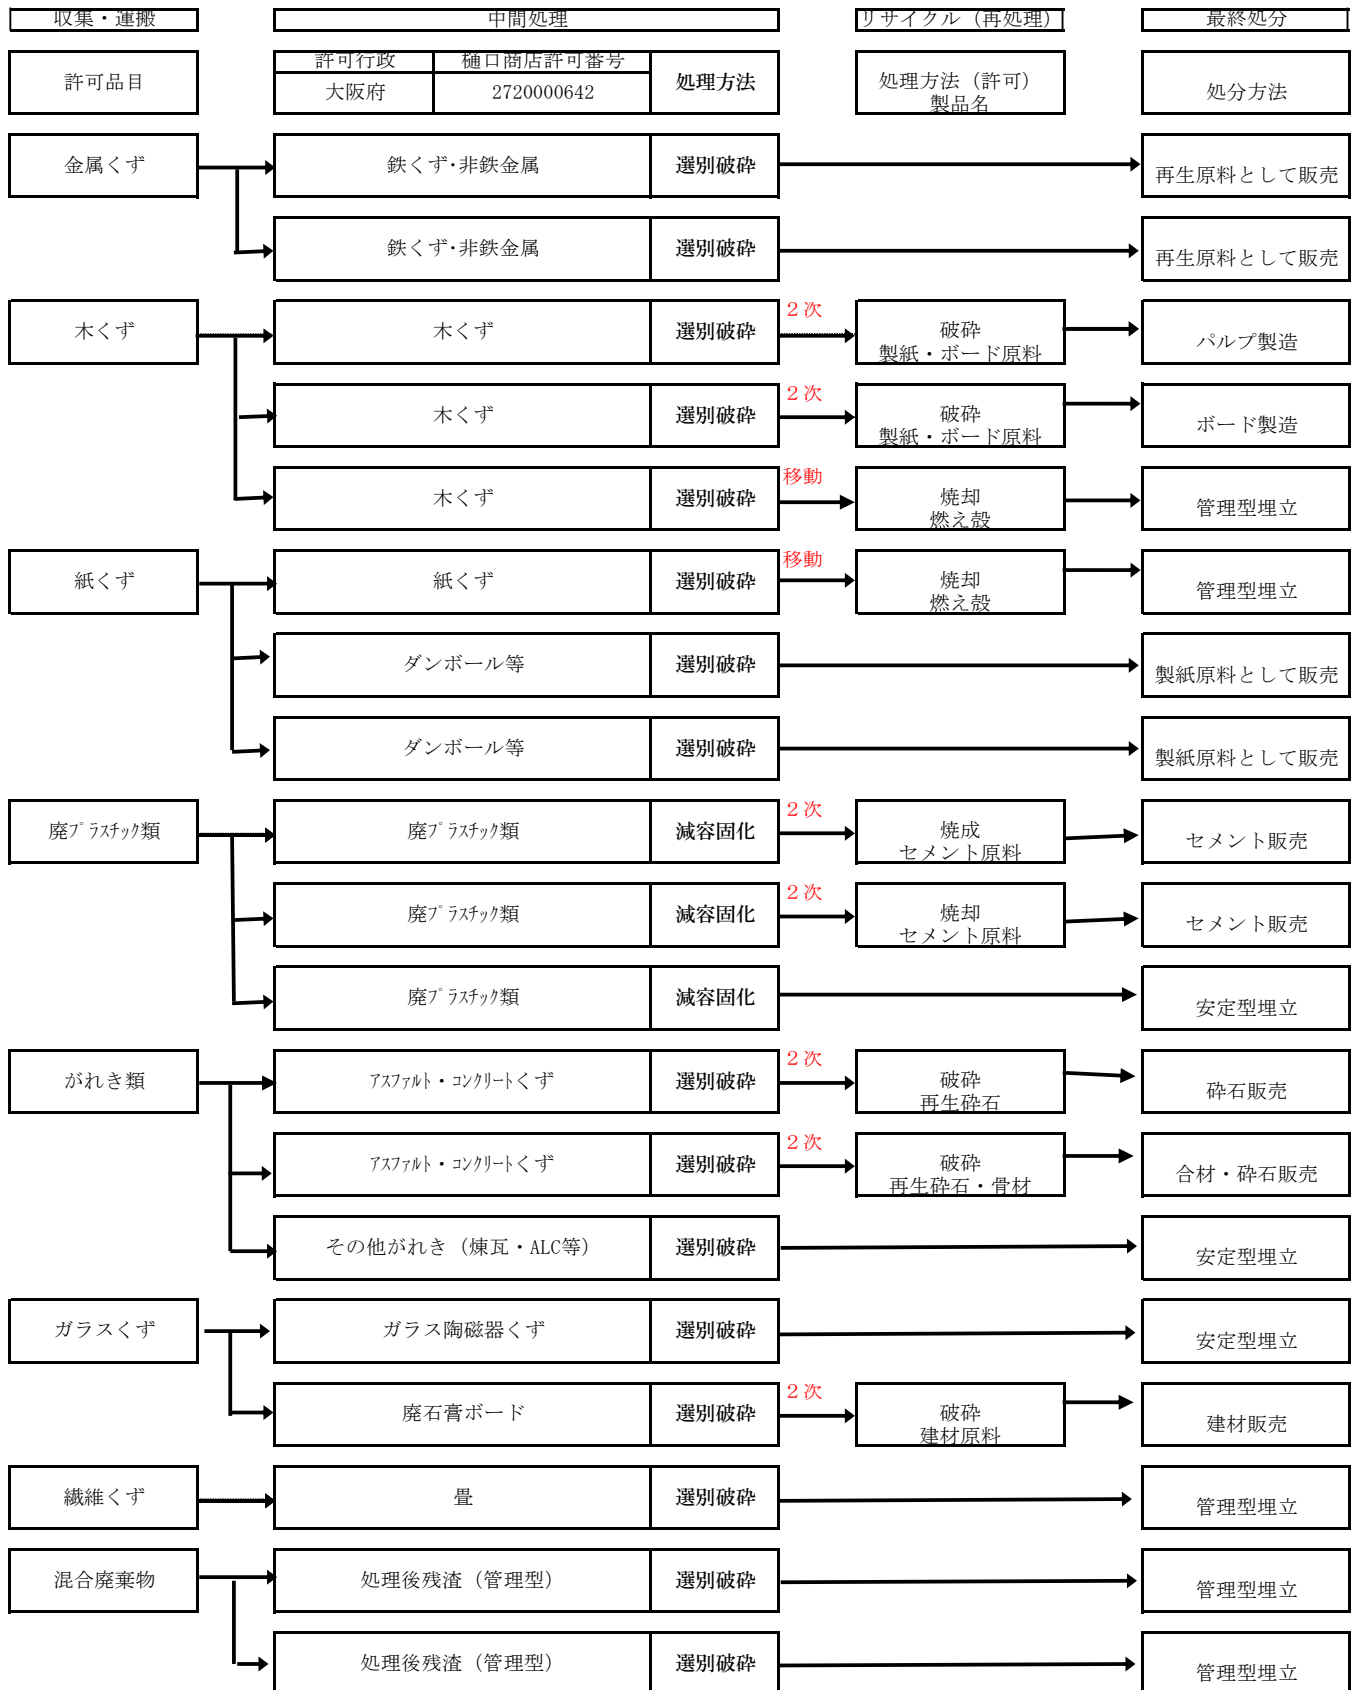 収集・運搬
中間処理
リサイクル（再処理）
最終処分
許可品目
許可行政
樋口商店許可番号
処理方法
大阪府
2720000642
処理方法（許可）
製品名
処分方法
金属くず
鉄くず･非鉄金属
選別破砕
再生原料として販売
鉄くず･非鉄金属
選別破砕
再生原料として販売
木くず
木くず
選別破砕
２次
破砕
製紙・ボード原料
パルプ製造
木くず
選別破砕
２次
破砕
製紙・ボード原料
ボード製造
木くず
選別破砕
移動
焼却
燃え殻
管理型埋立
紙くず
紙くず
選別破砕
移動
焼却
燃え殻
管理型埋立
ダンボール等
選別破砕
製紙原料として販売
ダンボール等
選別破砕
製紙原料として販売
廃ﾌﾟﾗｽﾁｯｸ類
廃ﾌﾟﾗｽﾁｯｸ類
減容固化
２次
焼成
セメント原料
セメント販売
廃ﾌﾟﾗｽﾁｯｸ類
減容固化
２次
焼却
セメント原料
セメント販売
廃ﾌﾟﾗｽﾁｯｸ類
減容固化
安定型埋立
がれき類
ｱｽﾌｧﾙﾄ・ｺﾝｸﾘｰﾄくず
選別破砕
２次
破砕
再生砕石
砕石販売
ｱｽﾌｧﾙﾄ・ｺﾝｸﾘｰﾄくず
選別破砕
２次
破砕
再生砕石・骨材
合材・砕石販売
その他がれき（煉瓦・ALC等）
選別破砕
安定型埋立
ガラスくず
ガラス陶磁器くず
選別破砕
安定型埋立
廃石膏ボード
選別破砕
２次
破砕
建材原料
建材販売
繊維くず
畳
選別破砕
管理型埋立
混合廃棄物
処理後残渣（管理型）
選別破砕
管理型埋立
処理後残渣（管理型）
選別破砕
管理型埋立